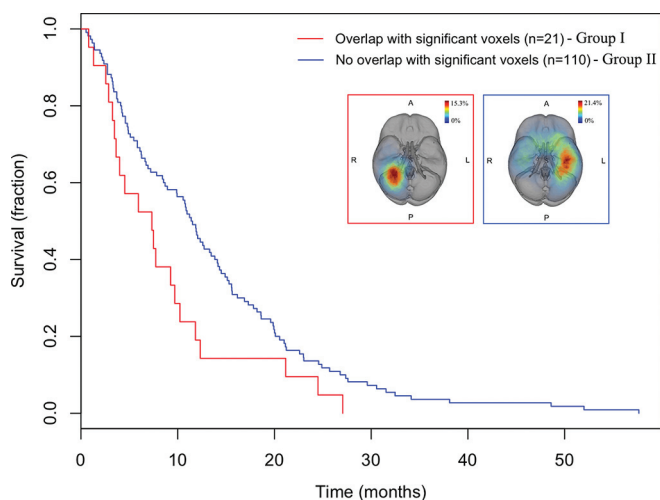 Overlap with significant voxels (n=21) - Group I
No overlap with significant voxels (n=110) - Group II
A
15.3%
0%
R
L
P
A
21.4%
0%
R
L
P
Survival (fraction)
1.0
0.8
0.6
0.4
0.2
0.0
0
10
20
30
40
50
Time (months)